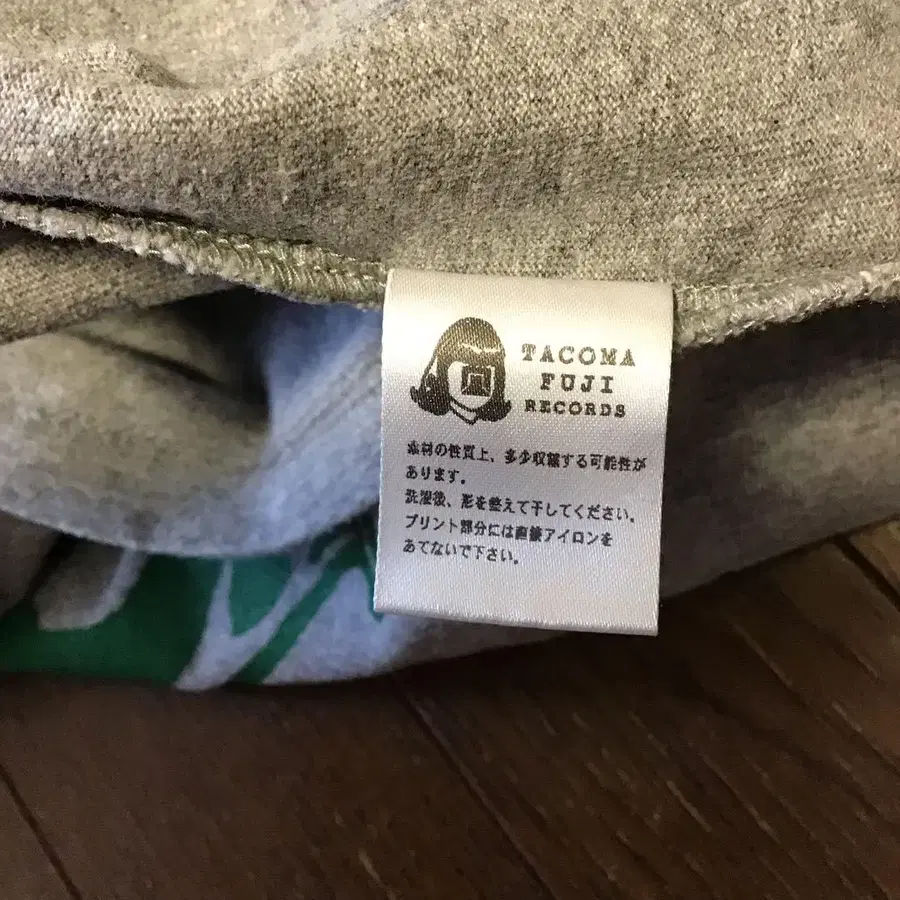 TACOMA
FUJI
RECORDS
素材の性質上、多少収縮する可能性が
あります。
洗濯後、形を整えて干してください。
プリント部分には直接アイロンを
あてないで下さい。